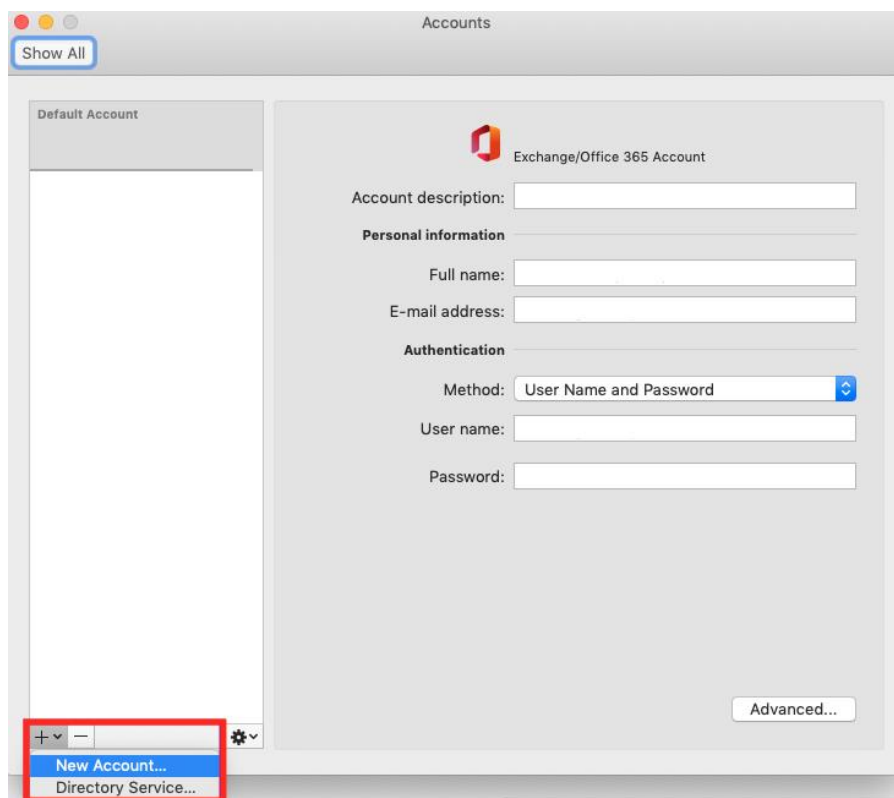 Accounts
Show All
Default Account
Exchange/Office 365 Account
Account description:
Personal information
Full name:
E-mail address:
Authentication
Method: User Name and Password
User name:
Password:
Advanced...
New Account...
Directory Service...